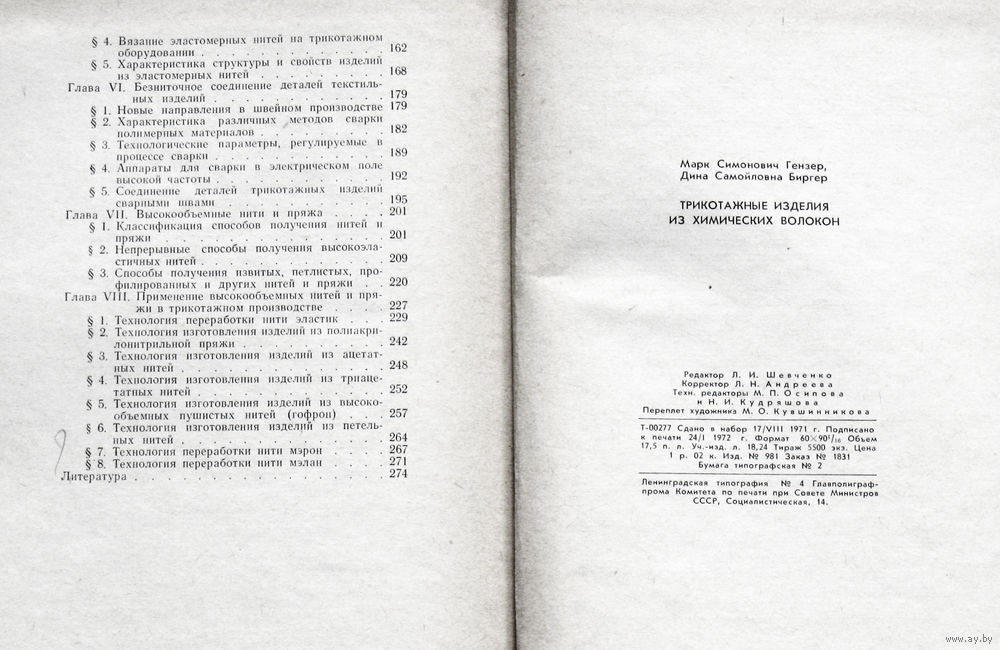 § 4. Вязание эластомерных нитей на трикотажном
оборудовании . . . . . . . . . . . . 162
§ 5. Характеристика структуры и свойств изделий
из эластомерных нитей . . . . . . . . 168
Глава VI. Безниточное соединение деталей текстиль-
ных изделий . . . . . . . . . . . 179
§ 1. Новые направления в швейном производстве 179
§ 2. Характеристика различных методов сварки
полимерных материалов . . . . . . . . 182
§ 3. Технологические параметры, регулируемые в
процессе сварки . . . . . . . . . . . 189
§ 4. Аппараты для сварки в электрическом поле
высокой частоты . . . . . . . . . . . 192
§ 5. Соединение деталей трикотажных изделий
сварными швами . . . . . . . . . . . 195
Глава VII. Высокообъемные нити и пряжа . . . . . 201
§ 1. Классификация способов получения нитей и
пряжи . . . . . . . . . . . . . . . 201
§ 2. Непрерывные способы получения высокоэла-
стичных нитей . . . . . . . . . . . . 209
§ 3. Способы получения извитых, петлистых, про-
филированных и других нитей и пряжи . . 220
Глава VIII. Применение высокообъемных нитей и пря-
жи в трикотажном производстве . . . . 227
§ 1. Технология переработки нити эластик . . . 229
§ 2. Технология изготовления изделий из полиакри-
лонитрильной пряжи . . . . . . . . . 242
§ 3. Технология изготовления изделий из ацетат-
ных нитей . . . . . . . . . . . . . . 248
§ 4. Технология изготовления изделий из триаце-
татных нитей . . . . . . . . . . . . 252
§ 5. Технология изготовления изделий из высоко-
объемных пушистых нитей (гофрон) . . . 257
§ 6. Технология изготовления изделий из петель-
ных нитей . . . . . . . . . . . . . . 264
§ 7. Технология переработки нити мэрон . . . . 267
§ 8. Технология переработки нити мэлан . . . . 271
Литература . . . . . . . . . . . . . . . . . 274
Марк Симонович Гензер,
Дина Самойловна Биргер
ТРИКОТАЖНЫЕ ИЗДЕЛИЯ
ИЗ ХИМИЧЕСКИХ ВОЛОКОН
Редактор Л. И. Шевченко
Корректор Л. Н. Андреева
Техн. редакторы М. П. Осипова
и Н. И. Кудряшова
Переплет художника М. О. Кувшинникова
Т-00277 Сдано в набор 17/VIII 1971 г. Подписано
к печати 24/I 1972 г. Формат 60×90 1/16 Объем
17,5 п. л. Уч.-изд. л. 18,24 Тираж 5500 экз. Цена
1 р. 02 к. Изд. № 981 Заказ № 1831
Бумага типографская № 2
Ленинградская типография № 4 Главполиграф-
прома Комитета по печати при Совете Министров
СССР, Социалистическая, 14.
www.ay.by